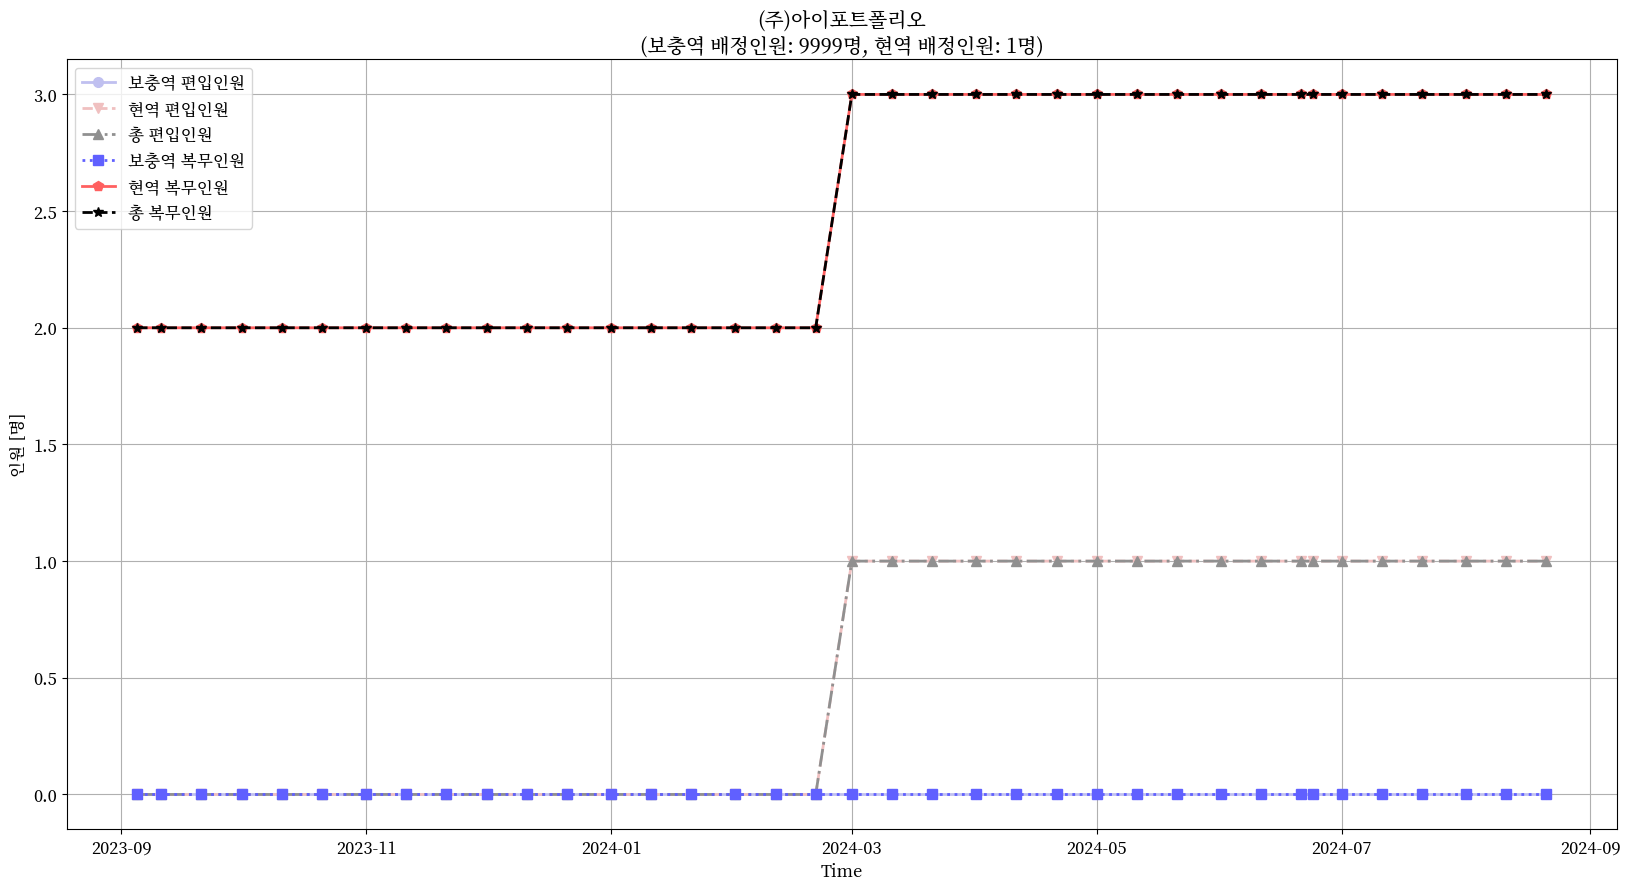 (주)아이포트폴리오
(보충역 배정인원: 9999명, 현역 배정인원: 1명)
보충역 편입인원
현역 편입인원
총 편입인원
보충역 복무인원
현역 복무인원
총 복무인원
3.0
2.5
2.0
1.5
1.0
0.5
0.0
인원 [명]
2023-09
2023-11
2024-01
2024-03
2024-05
2024-07
2024-09
Time